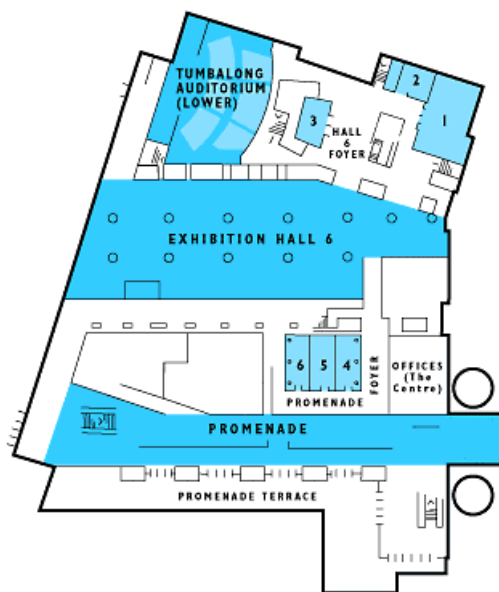 TUMBALONG
AUDITORIUM
(LOWER)
2
1
3
HALL
6
FOYER
EXHIBITION HALL 6
6 5 4
FOYER
OFFICES
(The
Centre)
PROMENADE
PROMENADE
PROMENADE TERRACE